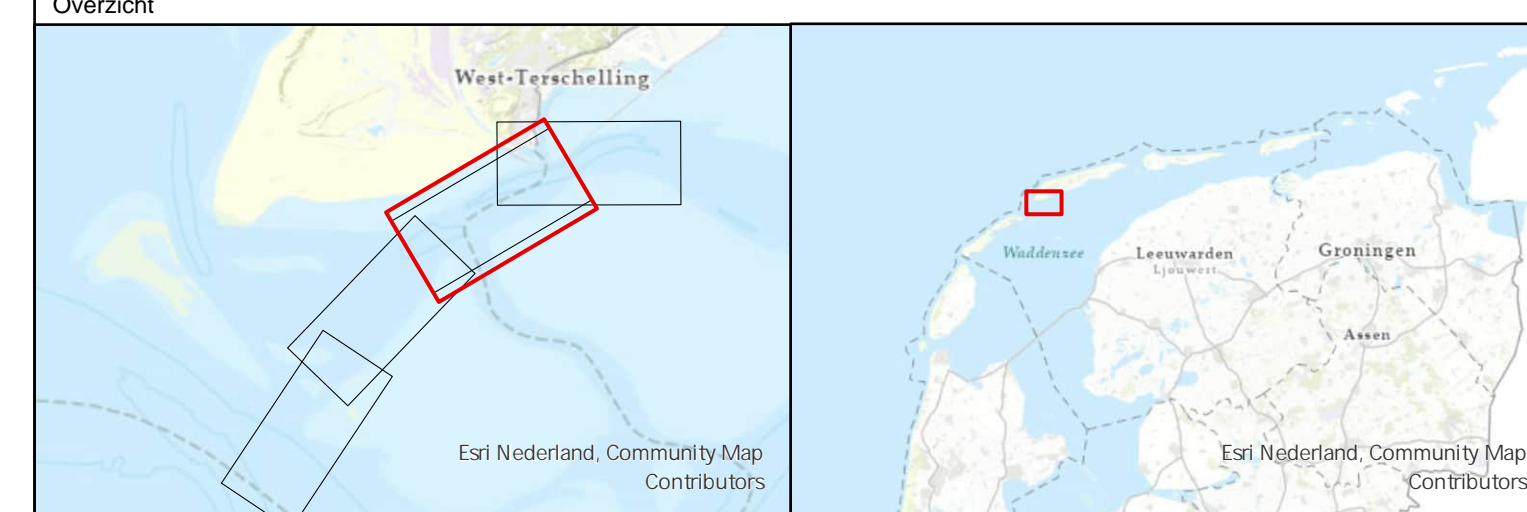 Overzicht
West-Terschelling
Esri Nederland, Community Map
Contributors
Waddenzee
Leeuwarden
Ljouwert
Groningen
Assen
Esri Nederland, Community Map
Contributors